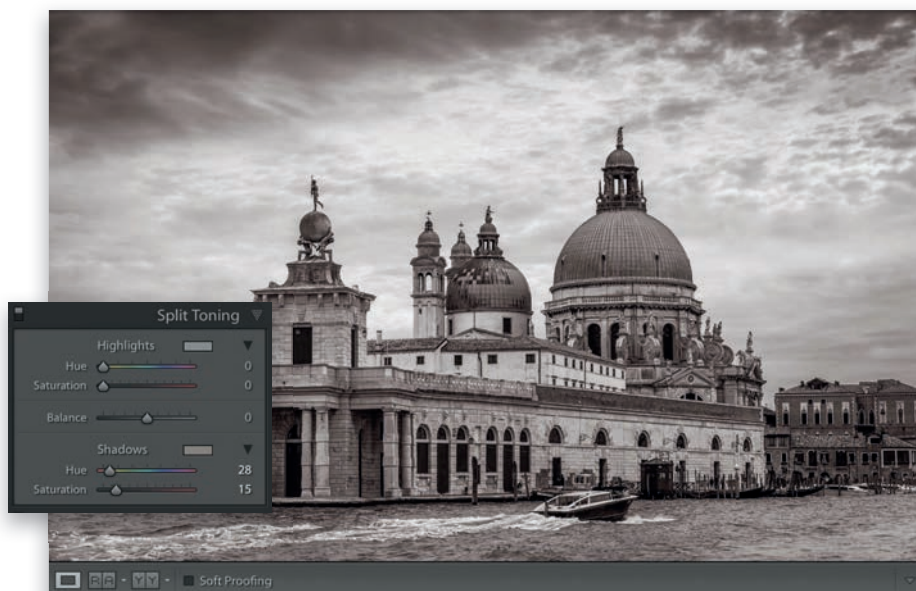 Split Toning
Highlights
Hue 0
Saturation 0
Balance 0
Shadows
Hue 28
Saturation 15
R A Y Y Soft Proofing